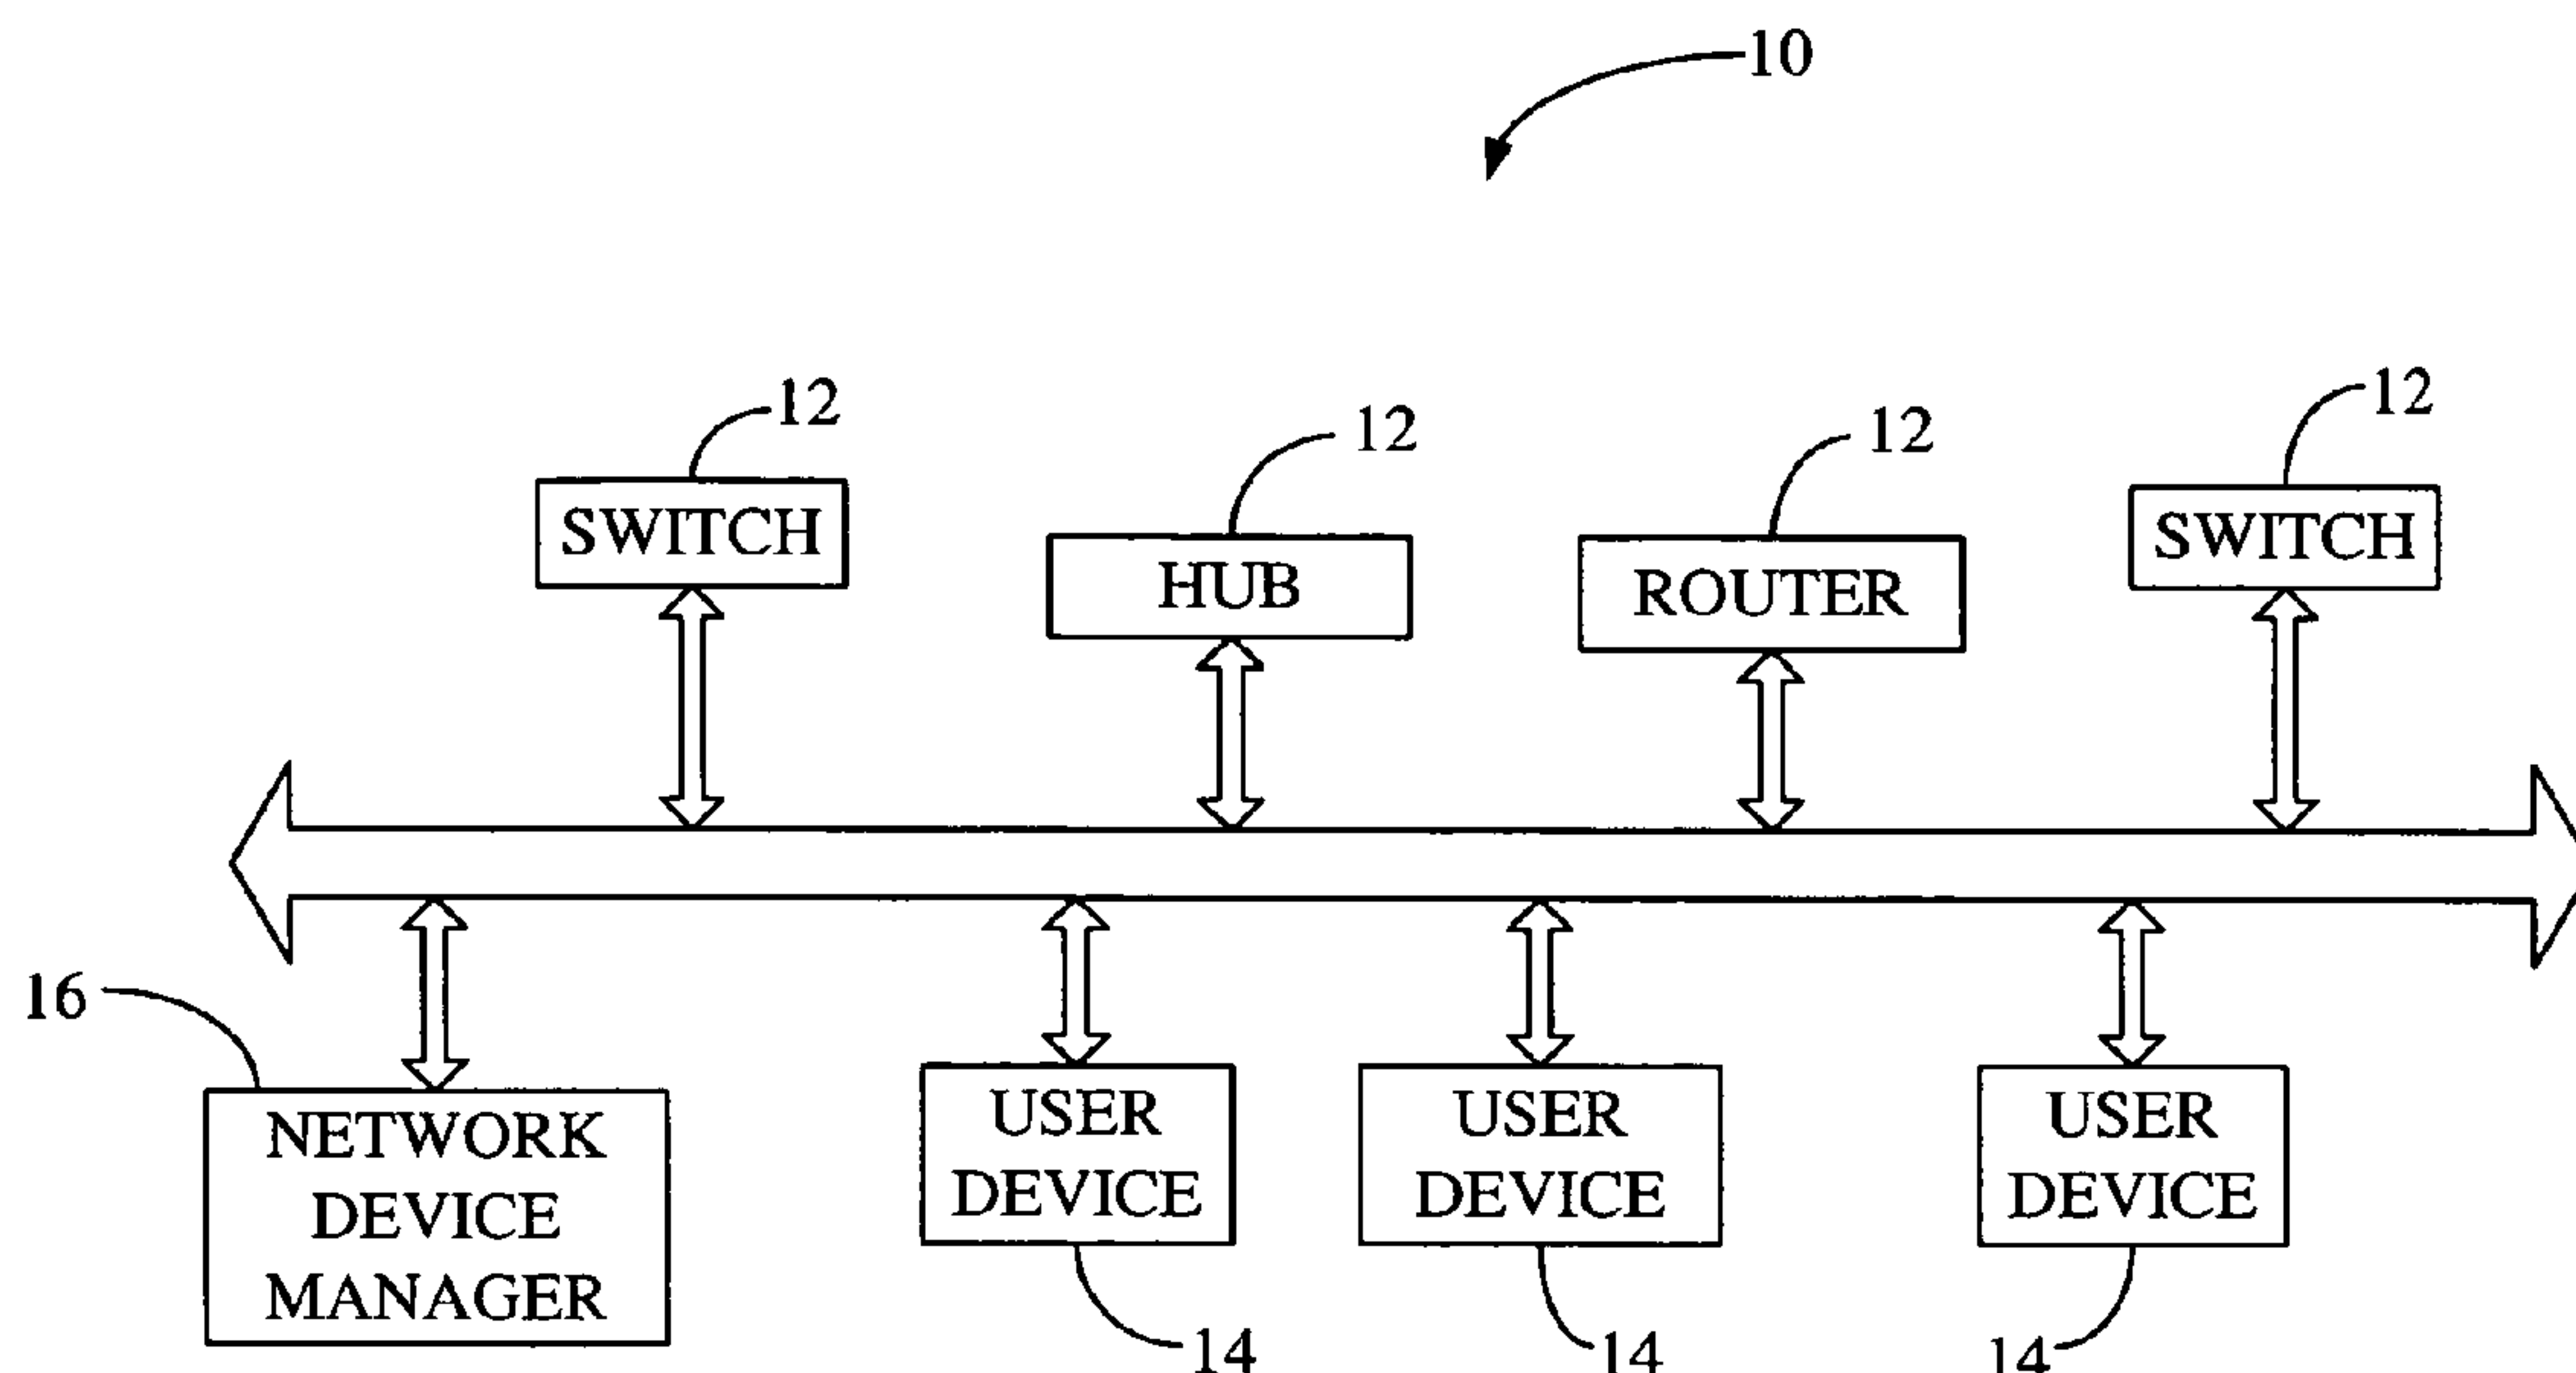 10
12
12
12
12
SWITCH
HUB
ROUTER
SWITCH
16
NETWORK
DEVICE
MANAGER
USER
DEVICE
USER
DEVICE
USER
DEVICE
14
14
14